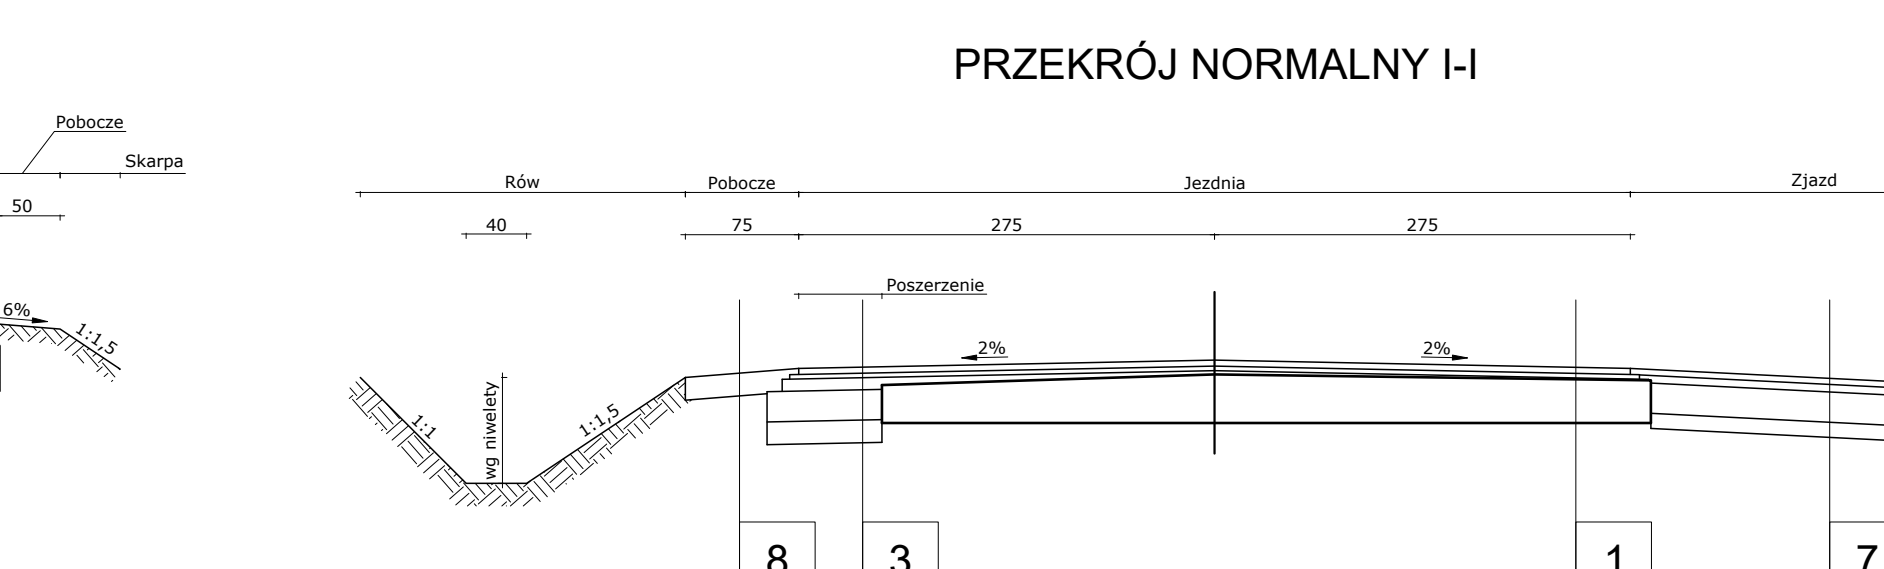 PRZEKRÓJ NORMALNY I-I
Pobocze
Skarpa
50
6%
1:1,5
Rów
Pobocze
Jezdnia
Zjazd
40
75
275
275
Poszerzenie
2%
2%
1:1
wg niwelety
1:1,5
8
3
1
7